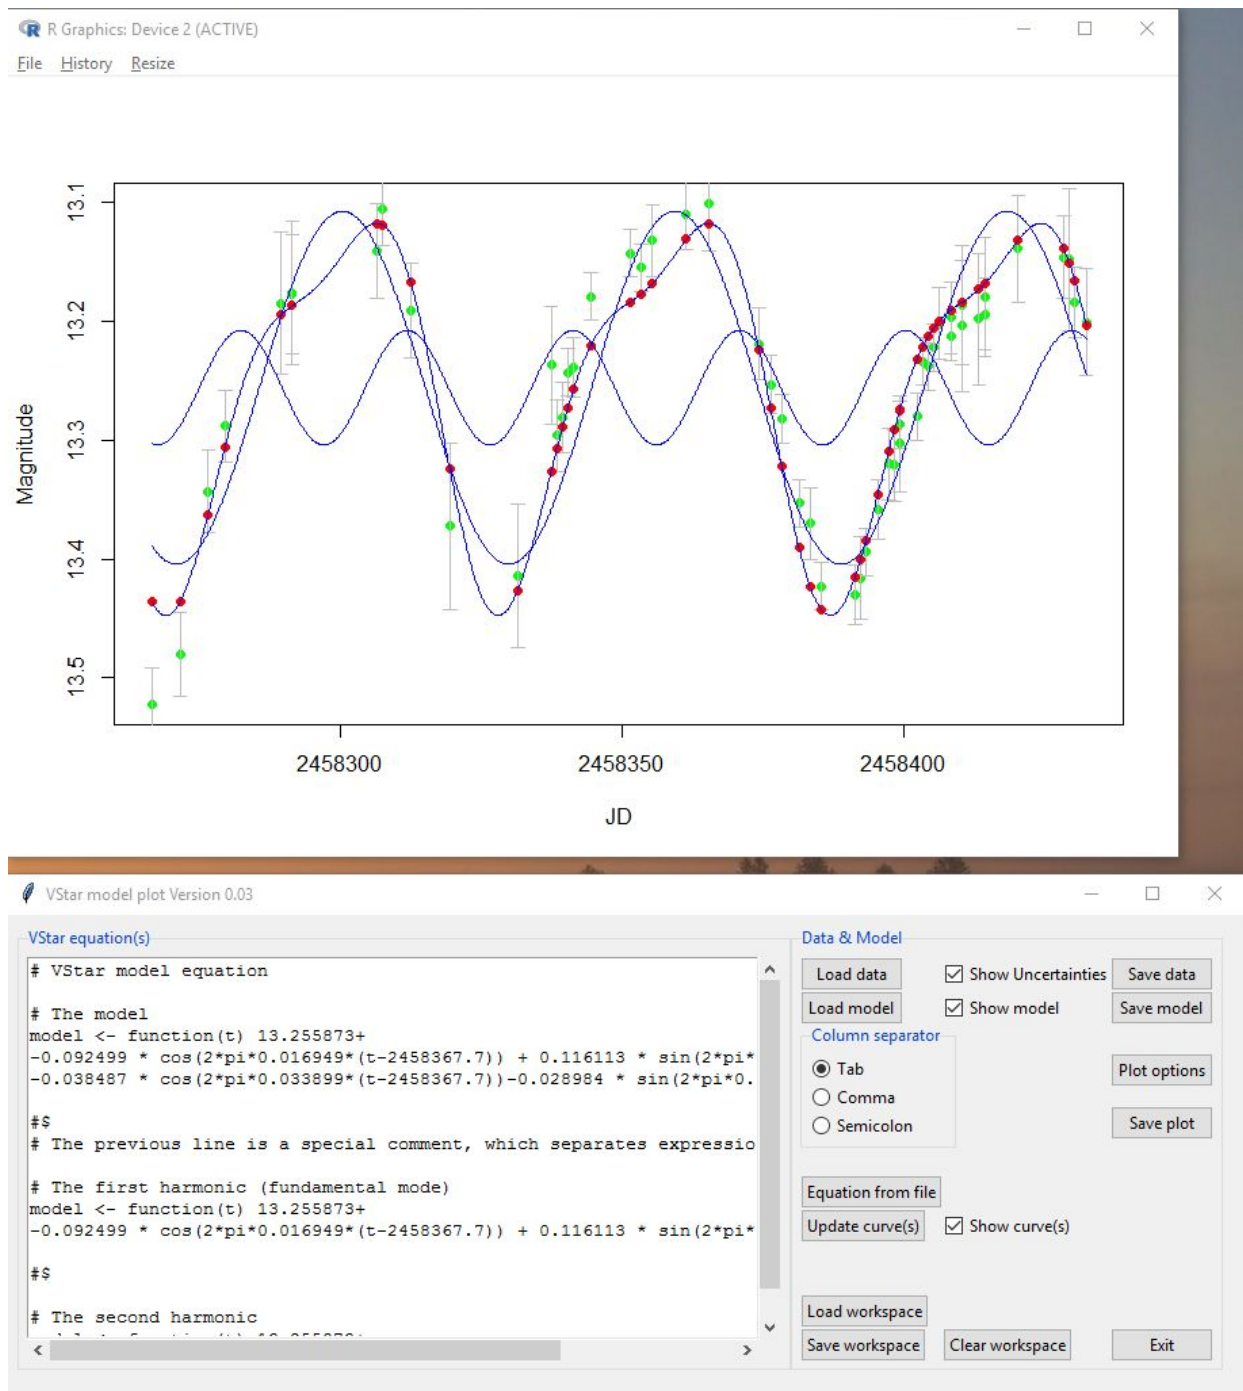 R Graphics: Device 2 (ACTIVE)
File History Resize
13.1
13.2
13.3
13.4
13.5
Magnitude
2458300 2458350 2458400
JD
VStar model plot Version 0.03
VStar equation(s)
# VStar model equation
# The model
model <- function(t) 13.255873+
-0.092499 * cos(2*pi*0.016949*(t-2458367.7)) + 0.116113 * sin(2*pi*
-0.038487 * cos(2*pi*0.033899*(t-2458367.7))-0.028984 * sin(2*pi*0.
#$
# The previous line is a special comment, which separates expressio
# The first harmonic (fundamental mode)
model <- function(t) 13.255873+
-0.092499 * cos(2*pi*0.016949*(t-2458367.7)) + 0.116113 * sin(2*pi*
#$
# The second harmonic
Data & Model
Load data Show Uncertainties Save data
Load model Show model Save model
Column separator
Tab Plot options
Comma
Semicolon Save plot
Equation from file
Update curve(s) Show curve(s)
Load workspace
Save workspace Clear workspace Exit